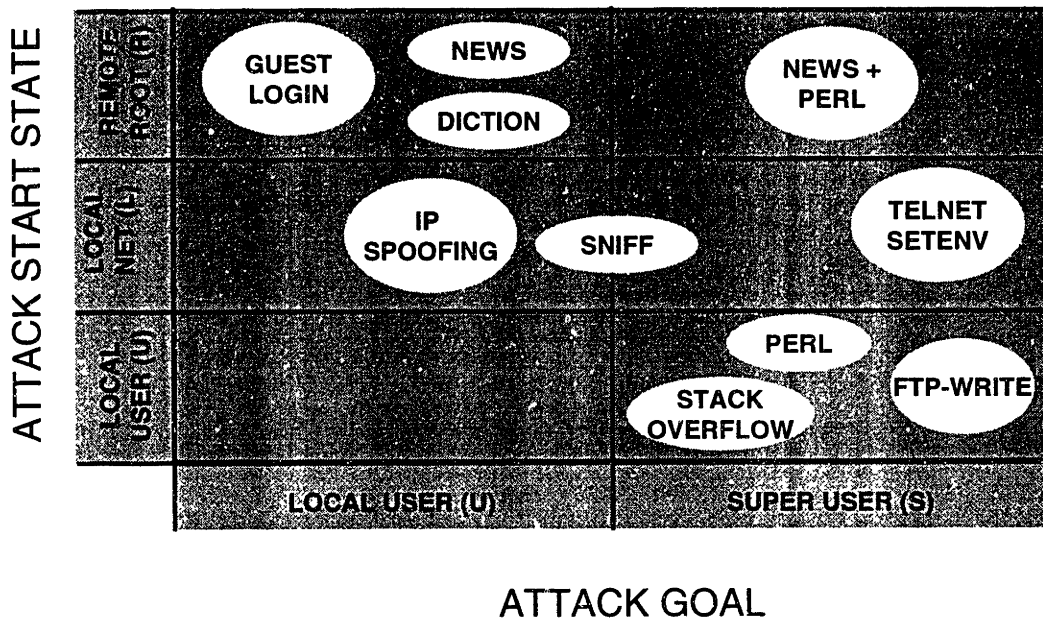 ATTACK START STATE
REMOTE
ROOT (R)
GUEST
LOGIN
NEWS
DICTION
NEWS +
PERL
LOCAL
NET (L)
IP
SPOOFING
SNIFF
TELNET
SETENV
LOCAL
USER (U)
PERL
STACK
OVERFLOW
FTP-WRITE
LOCAL USER (U)
SUPER USER (S)
ATTACK GOAL